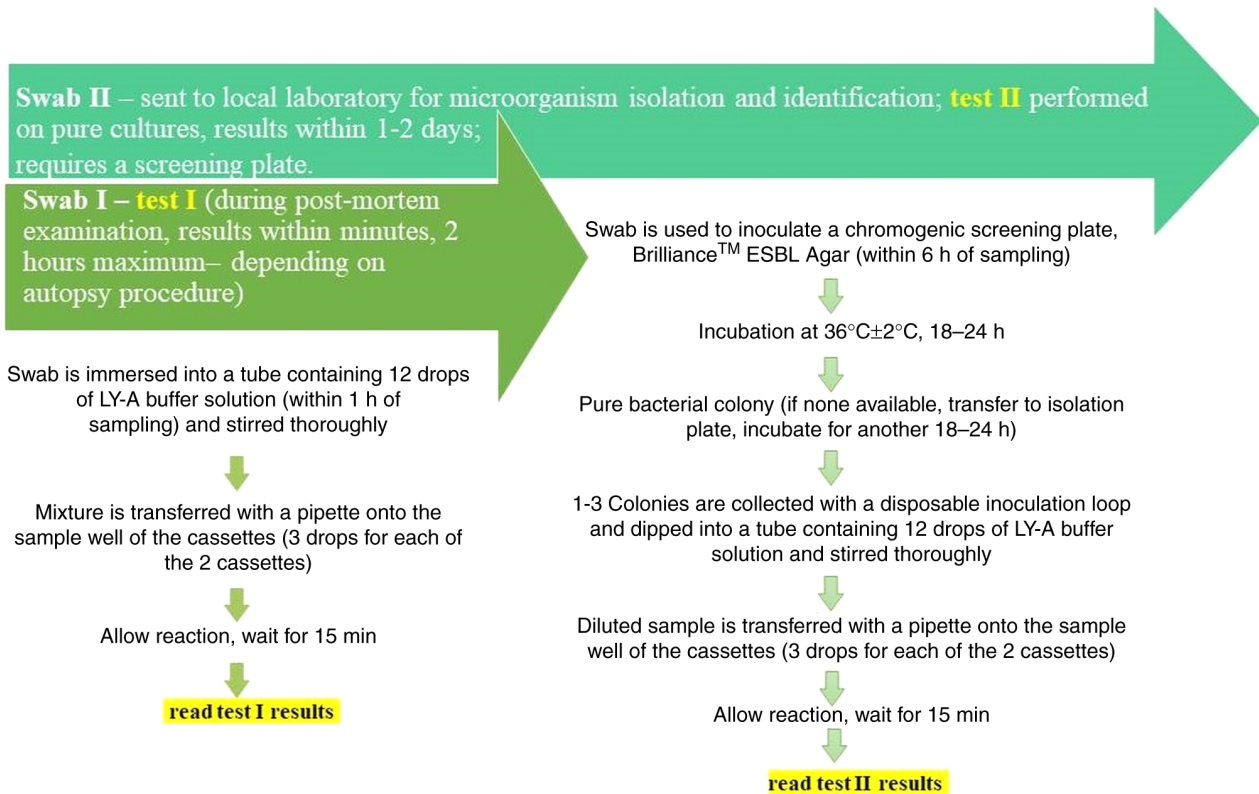 Swab II – sent to local laboratory for microorganism isolation and identification; test II performed
on pure cultures, results within 1-2 days;
requires a screening plate.
Swab I – test I (during post-mortem
examination, results within minutes, 2
hours maximum– depending on
autopsy procedure)
Swab is immersed into a tube containing 12 drops
of LY-A buffer solution (within 1 h of
sampling) and stirred thoroughly
Mixture is transferred with a pipette onto the
sample well of the cassettes (3 drops for each of
the 2 cassettes)
Allow reaction, wait for 15 min
read test I results
Swab is used to inoculate a chromogenic screening plate,
Brilliance™ ESBL Agar (within 6 h of sampling)
Incubation at 36°C±2°C, 18–24 h
Pure bacterial colony (if none available, transfer to isolation
plate, incubate for another 18–24 h)
1-3 Colonies are collected with a disposable inoculation loop
and dipped into a tube containing 12 drops of LY-A buffer
solution and stirred thoroughly
Diluted sample is transferred with a pipette onto the sample
well of the cassettes (3 drops for each of the 2 cassettes)
Allow reaction, wait for 15 min
read test II results